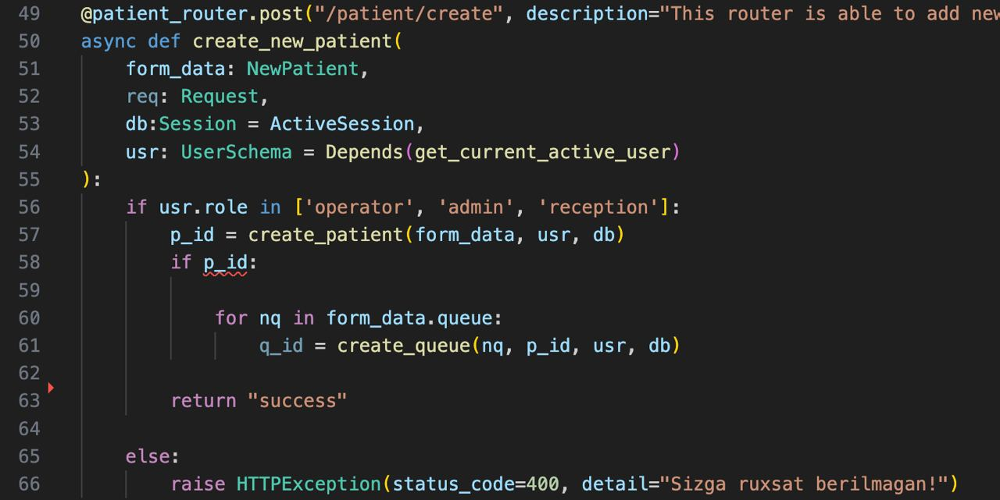 49 @patient_router.post("/patient/create", description="This router is able to add new
50 async def create_new_patient(
51 form_data: NewPatient,
52 req: Request,
53 db:Session = ActiveSession,
54 usr: UserSchema = Depends(get_current_active_user)
55 ):
56 if usr.role in ['operator', 'admin', 'reception']:
57 p_id = create_patient(form_data, usr, db)
58 if p_id:
59
60 for nq in form_data.queue:
61 q_id = create_queue(nq, p_id, usr, db)
62
63 return "success"
64
65 else:
66 raise HTTPException(status_code=400, detail="Sizga ruxsat berilmagan!")